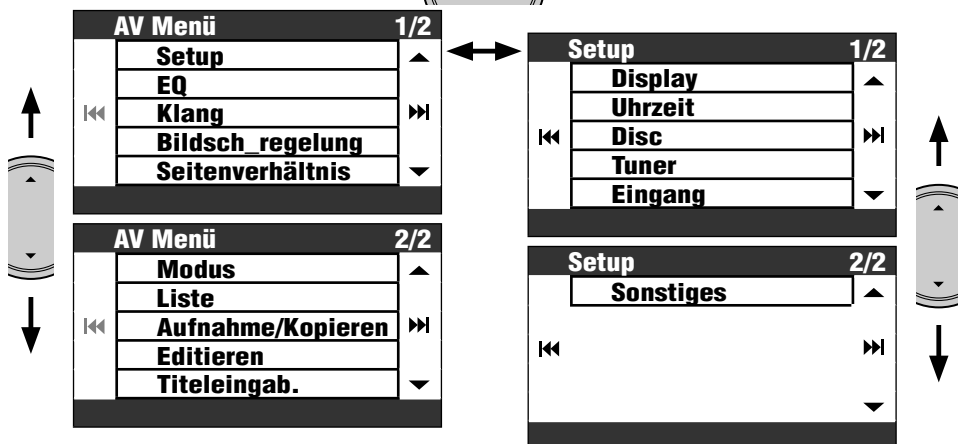 AV Menü 1/2
Setup
EQ
Klang
Bildsch_regelung
Seitenverhältnis
AV Menü 2/2
Modus
Liste
Aufnahme/Kopieren
Editieren
Titeleingab.
Setup 1/2
Display
Uhrzeit
Disc
Tuner
Eingang
Setup 2/2
Sonstiges